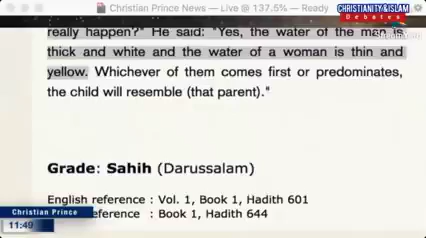 Christian Prince News — Live @ 137.5% — Ready
CHRISTIANITY&ISLAM
Debates
really happen?" He said: "Yes, the water of the man is
thick and white and the water of a woman is thin and
yellow. Whichever of them comes first or predominates,
the child will resemble (that parent)."
Grade: Sahih (Darussalam)
English reference : Vol. 1, Book 1, Hadith 601
reference : Book 1, Hadith 644
Christian Prince
11:49